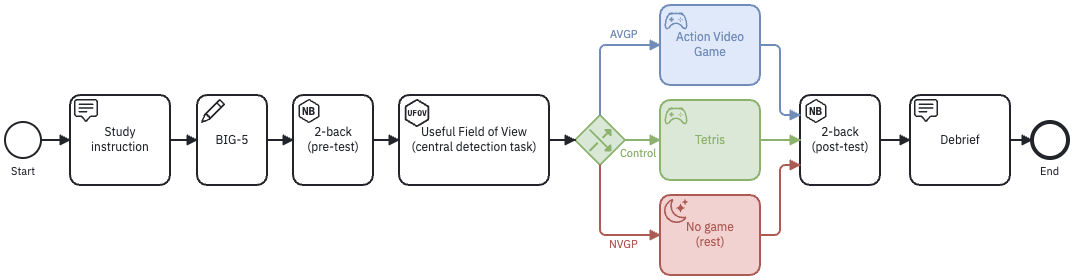 Start
Study
instruction
BIG-5
NB
2-back
(pre-test)
UFOV
Useful Field of View
(central detection task)
AVGP
Control
NVGP
Action Video
Game
Tetris
No game
(rest)
NB
2-back
(post-test)
Debrief
End